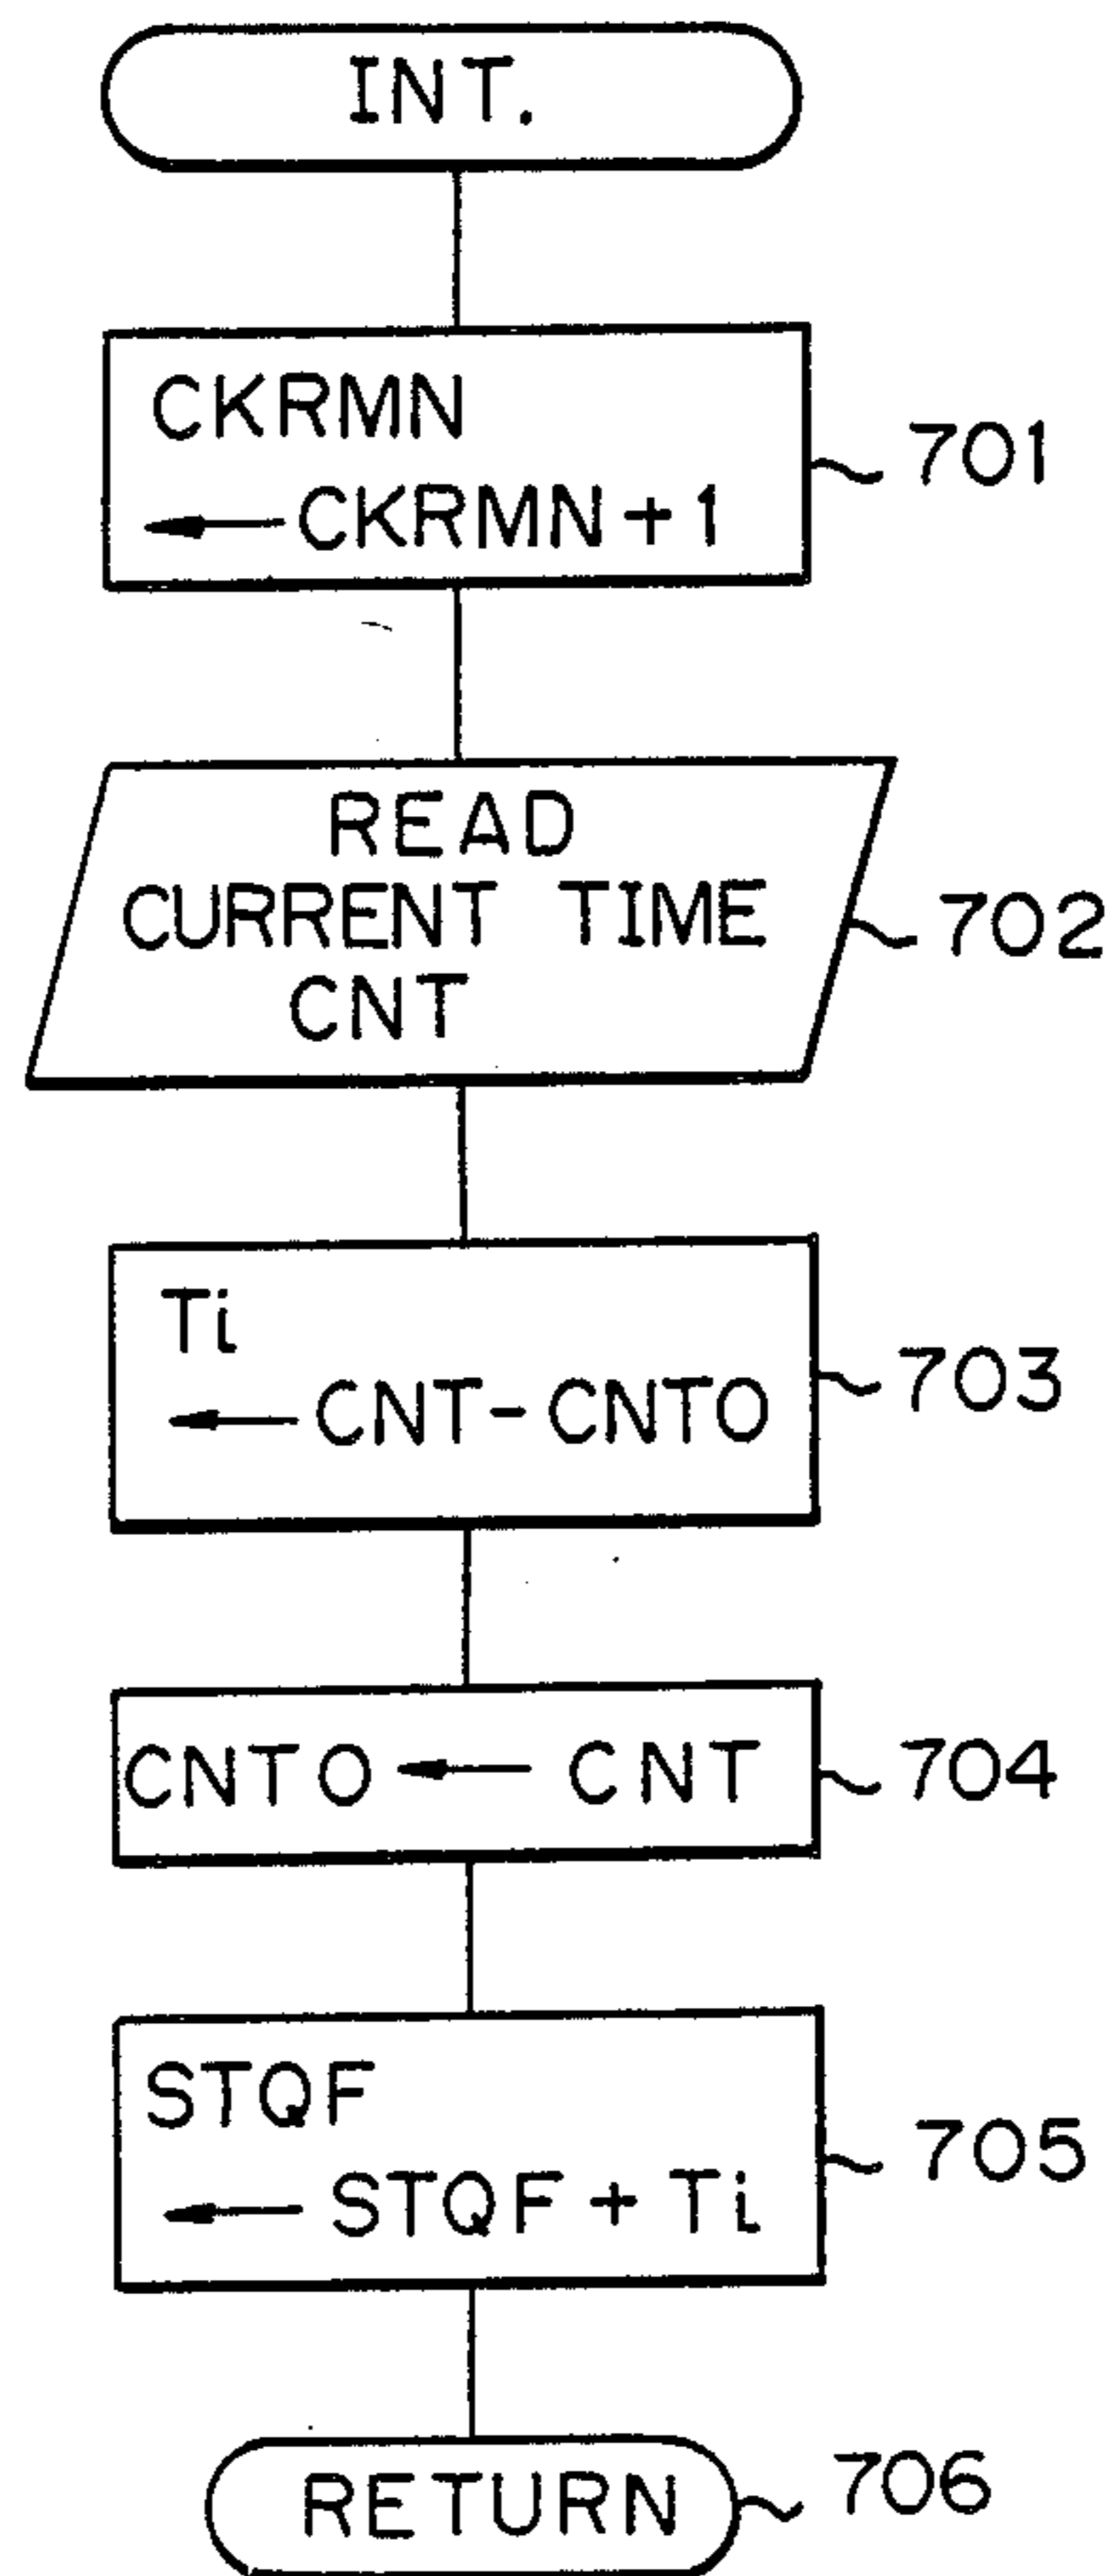 INT.
CKRMN
← CKRMN + 1
701
READ
CURRENT TIME
CNT
702
Ti
← CNT - CNTO
703
CNTO ← CNT
704
STQF
← STQF + Ti
705
RETURN
706